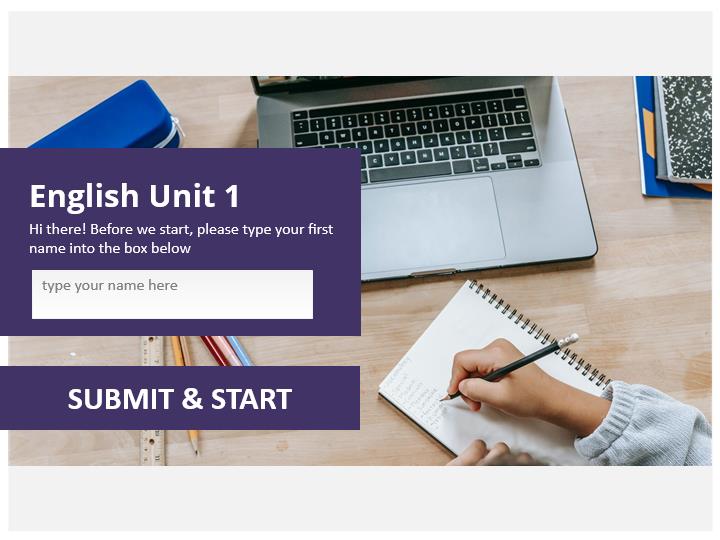 English Unit 1
Hi there! Before we start, please type your first
name into the box below
type your name here
SUBMIT & START